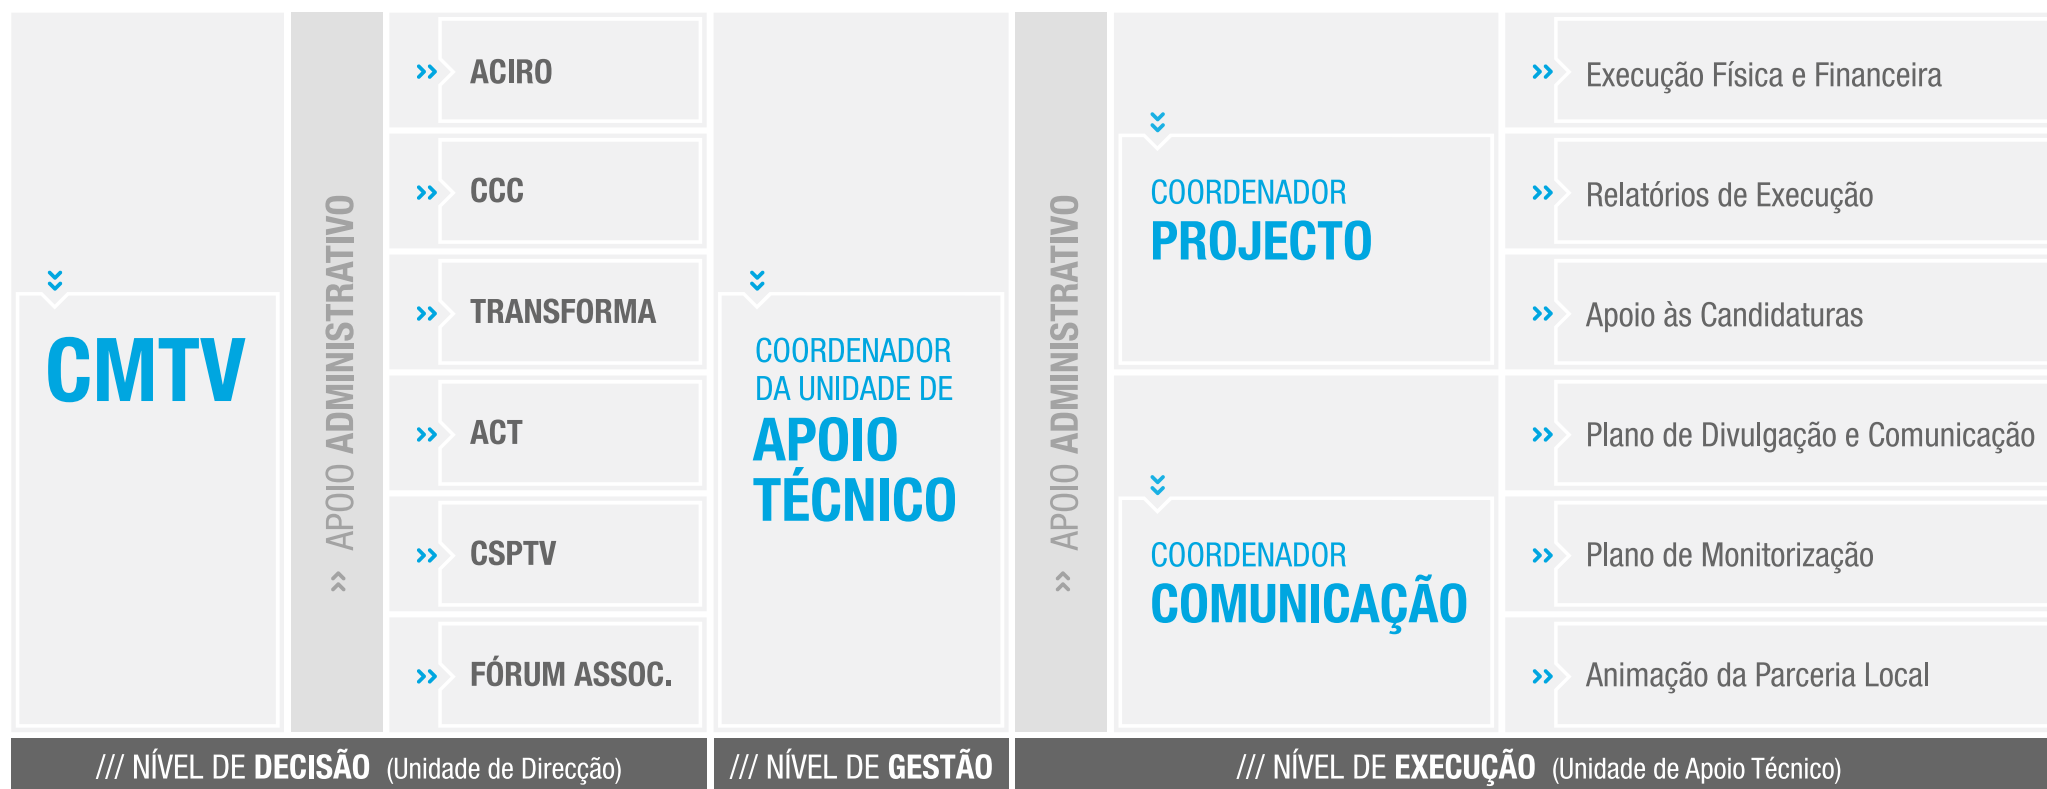 CMTV
APOIO ADMINISTRATIVO
ACIRO
CCC
TRANSFORMA
ACT
CSPTV
FÓRUM ASSOC.
COORDENADOR
DA UNIDADE DE
APOIO
TÉCNICO
APOIO ADMINISTRATIVO
COORDENADOR
PROJECTO
COORDENADOR
COMUNICAÇÃO
Execução Física e Financeira
Relatórios de Execução
Apoio às Candidaturas
Plano de Divulgação e Comunicação
Plano de Monitorização
Animação da Parceria Local
/// NÍVEL DE DECISÃO (Unidade de Direcção)
/// NÍVEL DE GESTÃO
/// NÍVEL DE EXECUÇÃO (Unidade de Apoio Técnico)